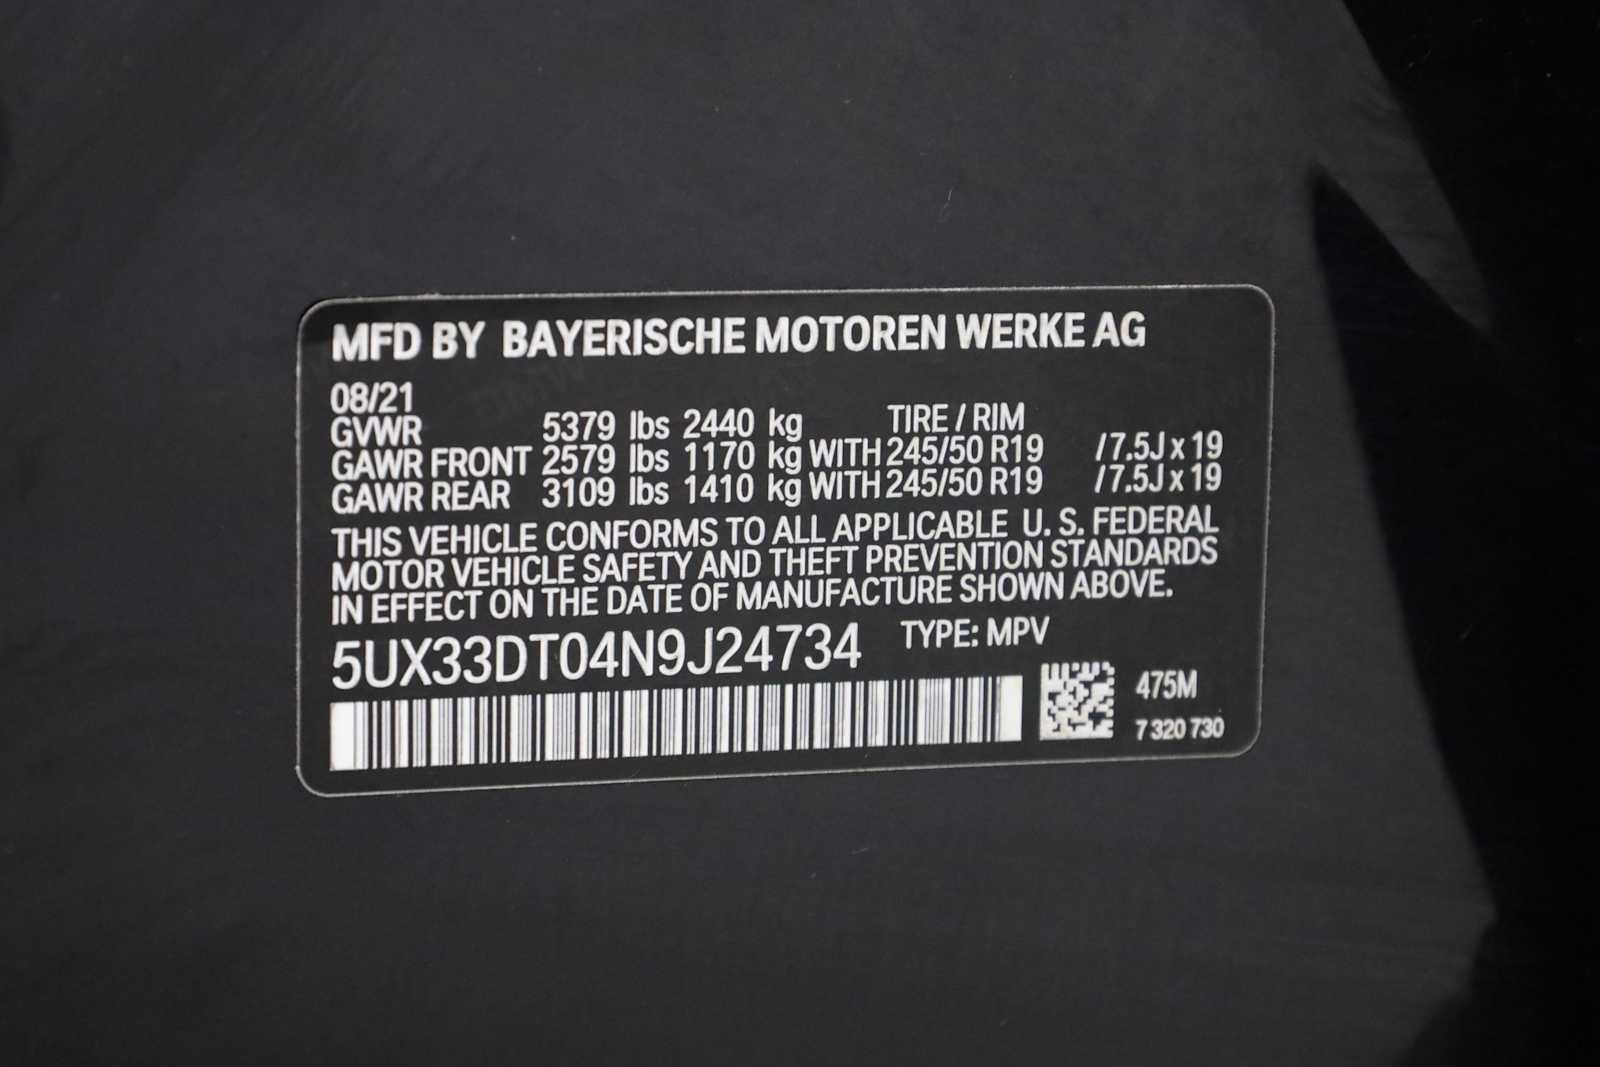 MFD BY BAYERISCHE MOTOREN WERKE AG
08/21
GVWR 5379 lbs 2440 kg TIRE / RIM
GAWR FRONT 2579 lbs 1170 kg WITH 245/50 R19 /7.5J x 19
GAWR REAR 3109 lbs 1410 kg WITH 245/50 R19 /7.5J x 19
THIS VEHICLE CONFORMS TO ALL APPLICABLE U. S. FEDERAL
MOTOR VEHICLE SAFETY AND THEFT PREVENTION STANDARDS
IN EFFECT ON THE DATE OF MANUFACTURE SHOWN ABOVE.
5UX33DT04N9J24734 TYPE: MPV
475M
7 320 730